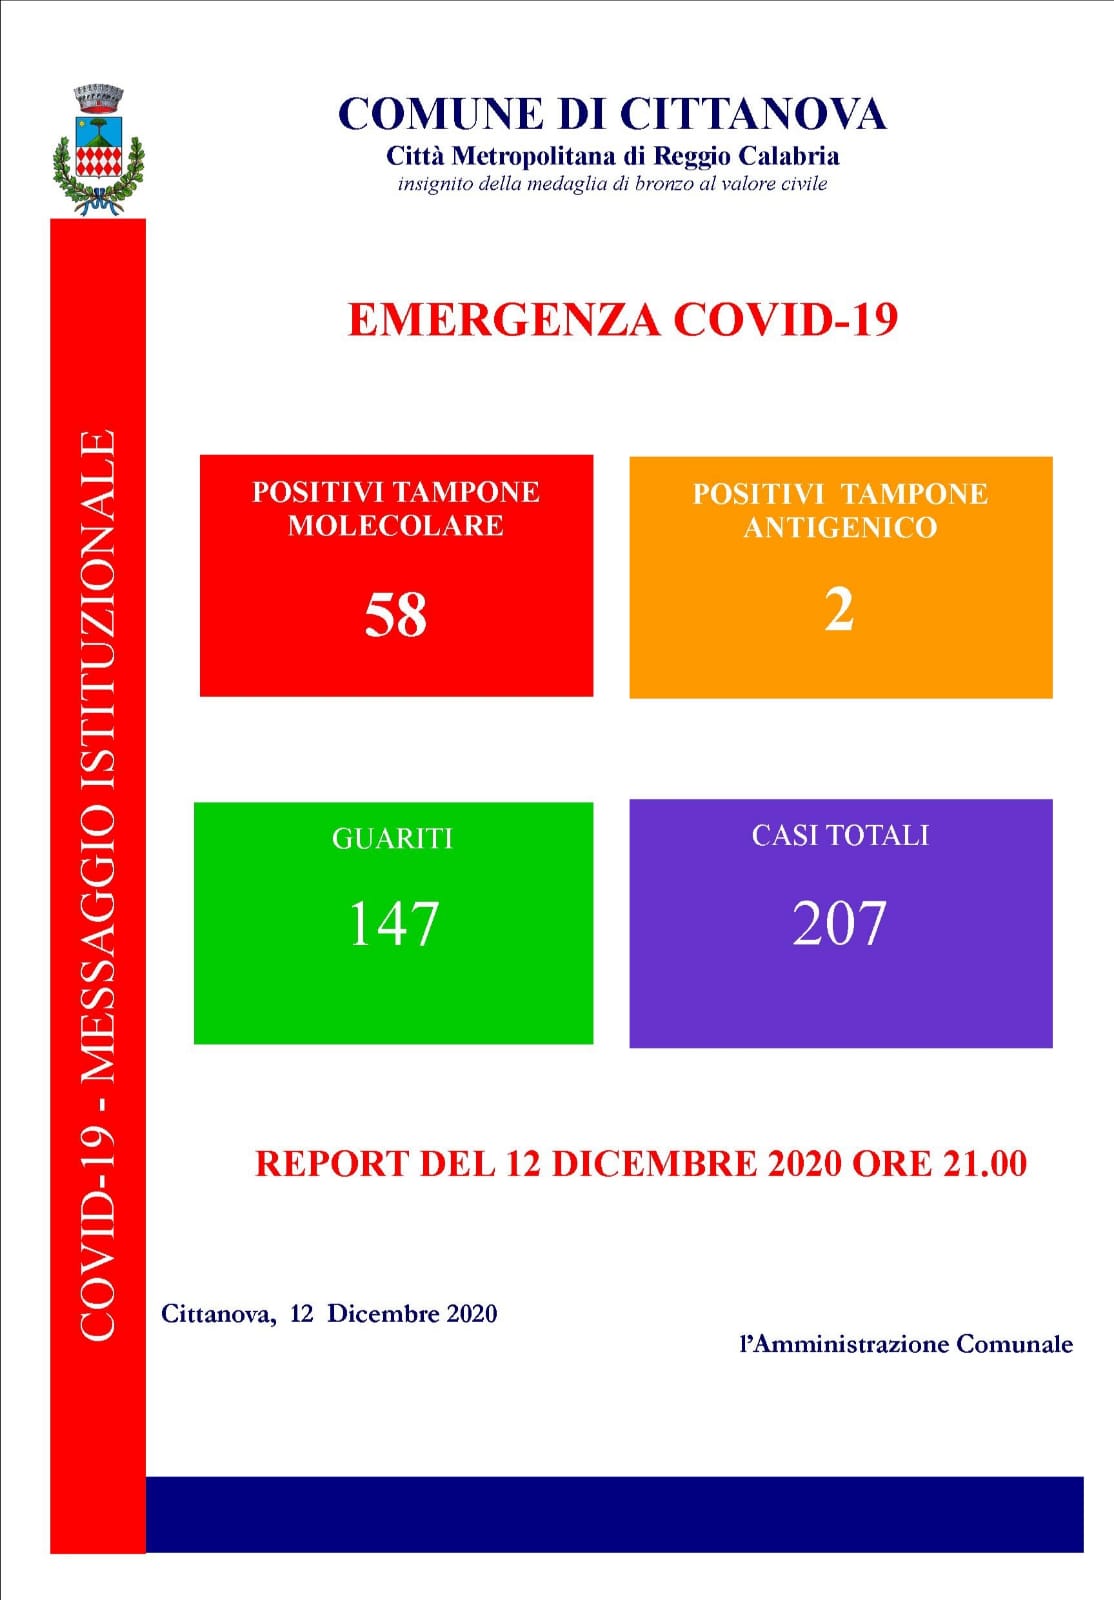 COMUNE DI CITTANOVA
Città Metropolitana di Reggio Calabria
insignito della medaglia di bronzo al valore civile
EMERGENZA COVID-19
COVID-19 - MESSAGGIO ISTITUZIONALE
POSITIVI TAMPONE
MOLECOLARE
58
POSITIVI TAMPONE
ANTIGENICO
2
GUARITI
147
CASI TOTALI
207
REPORT DEL 12 DICEMBRE 2020 ORE 21.00
Cittanova, 12 Dicembre 2020
l’Amministrazione Comunale